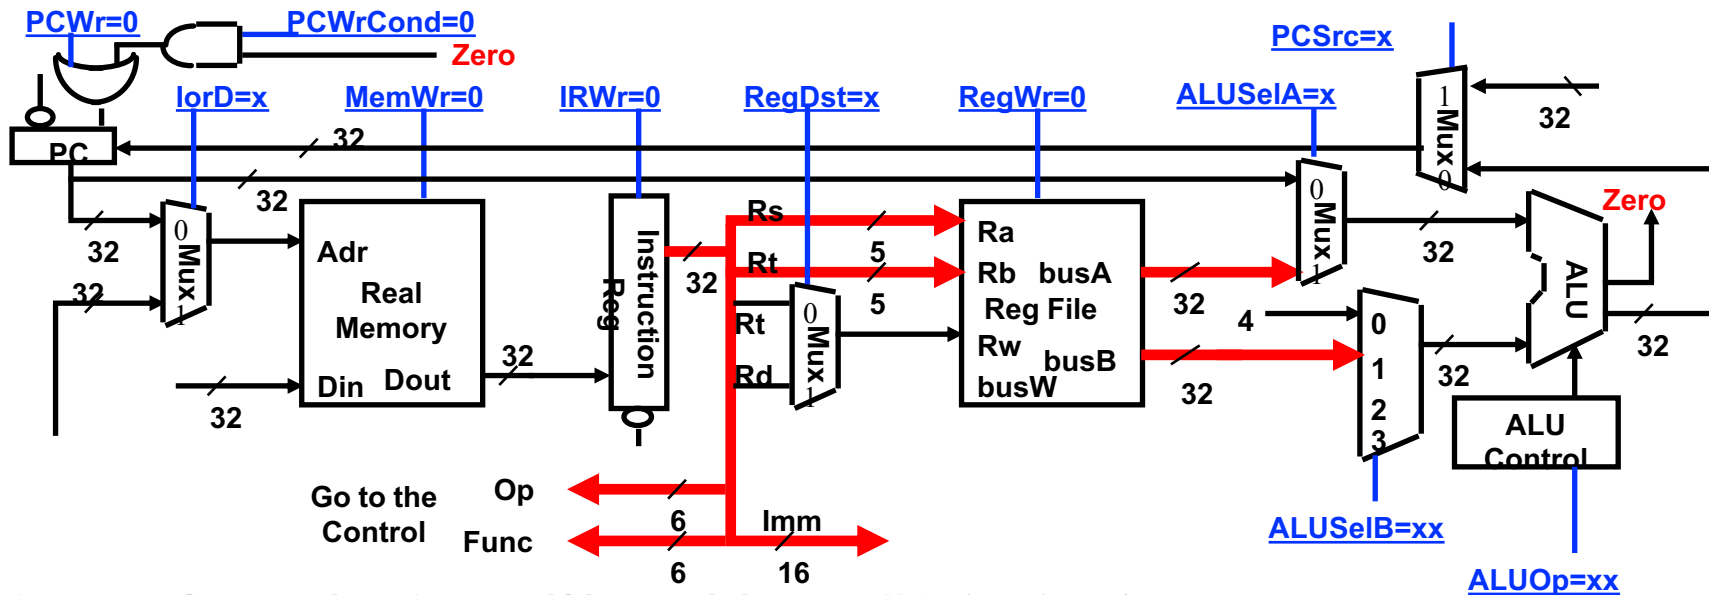 PCWr=0
PCWrCond=0
Zero
PCSrc=x
IorD=x
MemWr=0
IRWr=0
RegDst=x
RegWr=0
ALUSelA=x
1
Mux
0
32
PC
32
32
0
Mux
1
32
32
Adr
Real
Memory
Din
Dout
32
32
Instruction
Reg
32
Rs
5
Rt
5
Rt
Rd
0
Mux
1
Ra
Rb
busA
Reg File
Rw
busB
busW
32
32
0
Mux
1
32
4
0
1
2
3
32
Zero
ALU
32
ALU
Control
Go to the
Control
Op
6
Func
6
Imm
16
ALUSelB=xx
ALUOp=xx